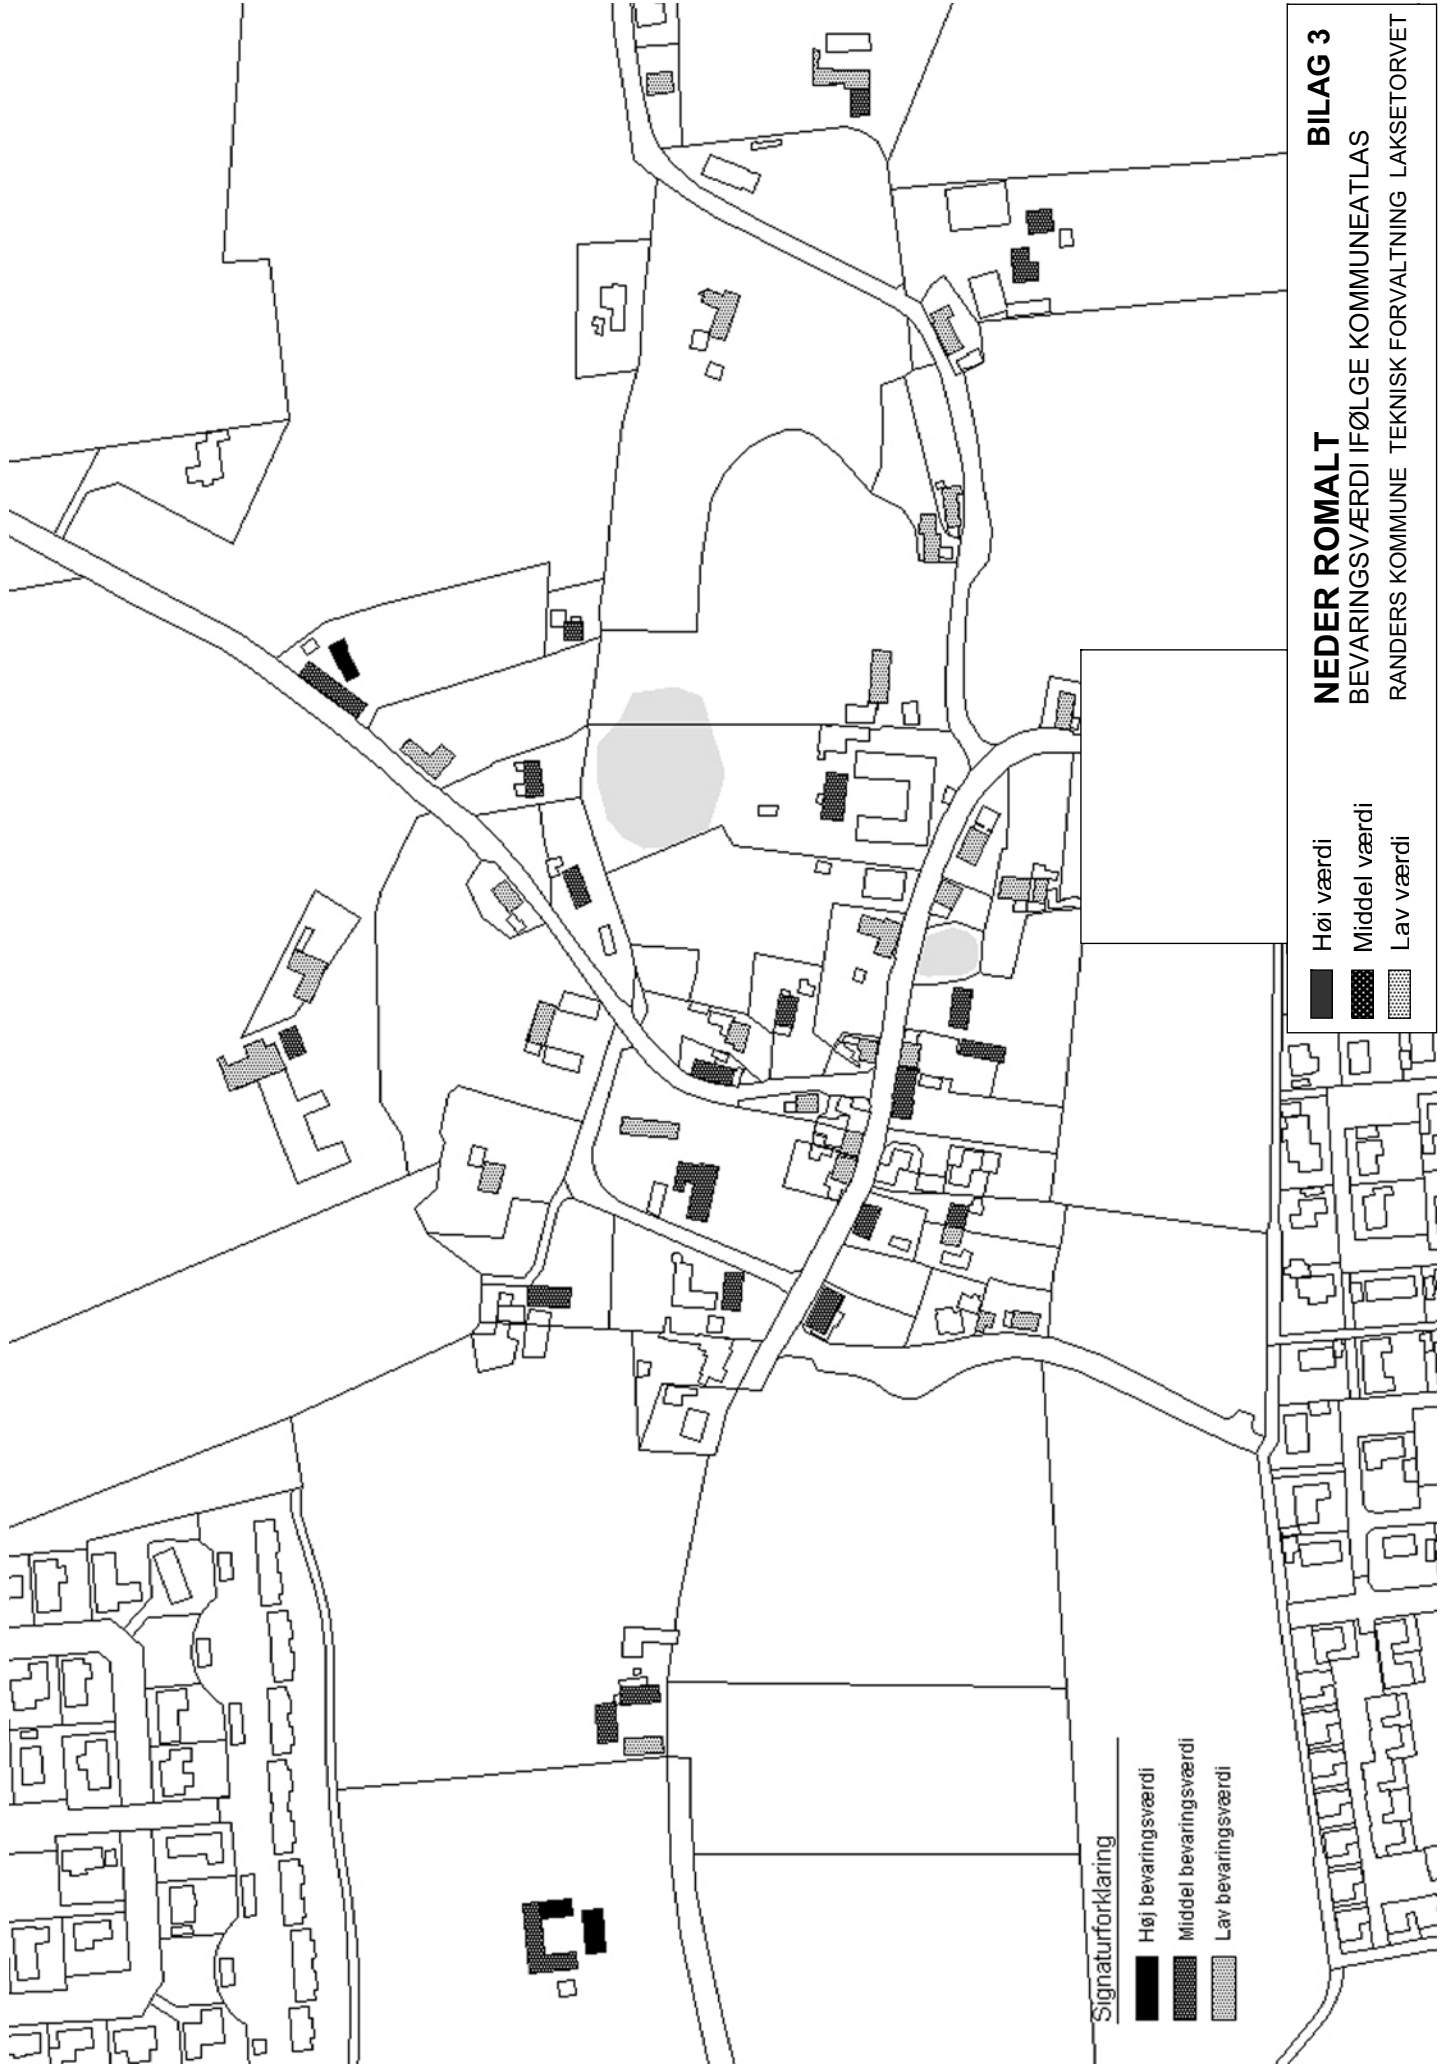 NEDER ROMALT
BILAG 3
BEVARINGSVÆRDI IFØLGE KOMMUNEATLAS
RANDERS KOMMUNE TEKNISK FORVALTNING LAKSETORVET
Høi værdi
Middel værdi
Lav værdi
Signaturforklaring
Høj bevaringsværdi
Middel bevaringsværdi
Lav bevaringsværdi